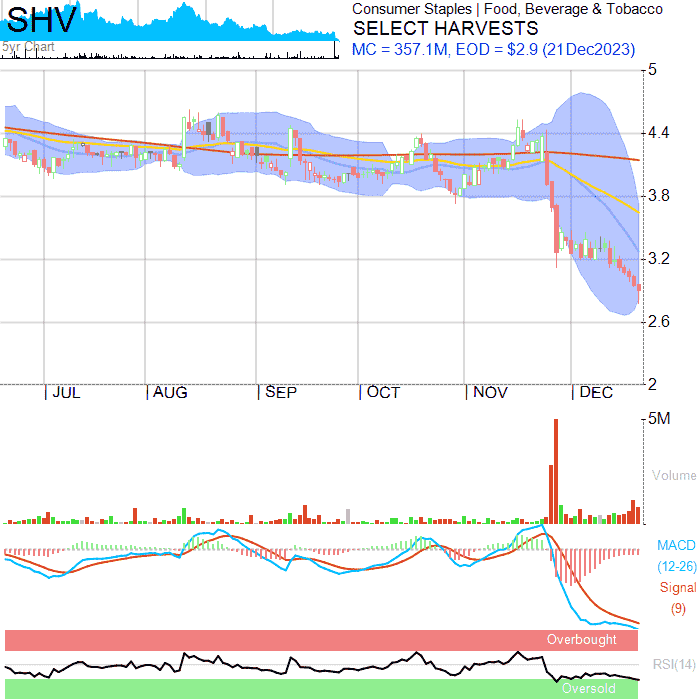 SHV
5yr Chart
Consumer Staples | Food, Beverage & Tobacco
SELECT HARVESTS
MC = 357.1M, EOD = $2.9 (21Dec2023)
5
4.4
3.8
3.2
2.6
2
JUL AUG SEP OCT NOV DEC
5M
Volume
MACD
(12-26)
Signal
(9)
Overbought
RSI(14)
Oversold